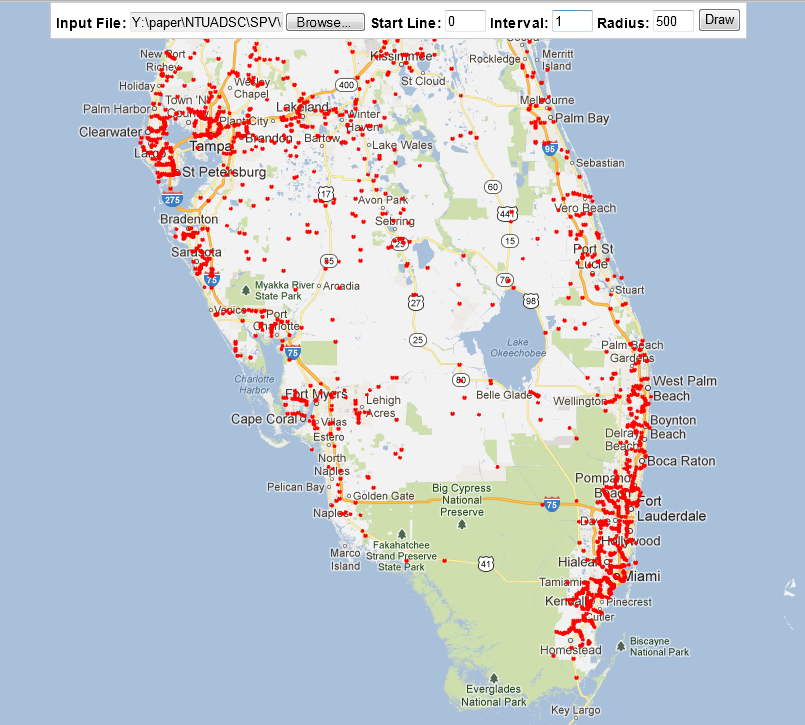 Input File: Y:\paper\NTUADSC\SPV\ Browse... Start Line: 0 Interval: 1 Radius: 500 Draw
New Port
Richey
Kissimmee
Rockledge
Merritt
Island
St Cloud
Holiday
Wesley
Chapel
400
Palm Harbor
Town 'N'
Country
Lakeland
Melbourne
Plant City
Winter
Haven
Palm Bay
Clearwater
Brandon
Bartow
Lake Wales
Largo
Tampa
95
Sebastian
St Petersburg
60
17
275
Avon Park
Vero Beach
441
Bradenton
Sebring
15
Sarasota
Port St
Lucie
75
70
Myakka River
State Park
Arcadia
Stuart
27
98
Venice
Port
Charlotte
25
Lake
Okeechobee
Palm Beach
Gardens
75
Charlotte
Harbor
80
West Palm
Beach
Fort Myers
Lehigh
Acres
Belle Glade
Wellington
Cape Coral
Villas
Boynton
Beach
Estero
Delray
Beach
North
Naples
Boca Raton
Pelican Bay
Golden Gate
Big Cypress
National
Preserve
Pompano
Beach
Naples
75
Fort
Lauderdale
Davie
Fakahatchee
Strand Preserve
State Park
Hollywood
Marco
Island
41
Hialeah
Tamiami
Miami
Kendall
Pinecrest
Cutler
Homestead
Biscayne
National Park
Everglades
National Park
Key Largo